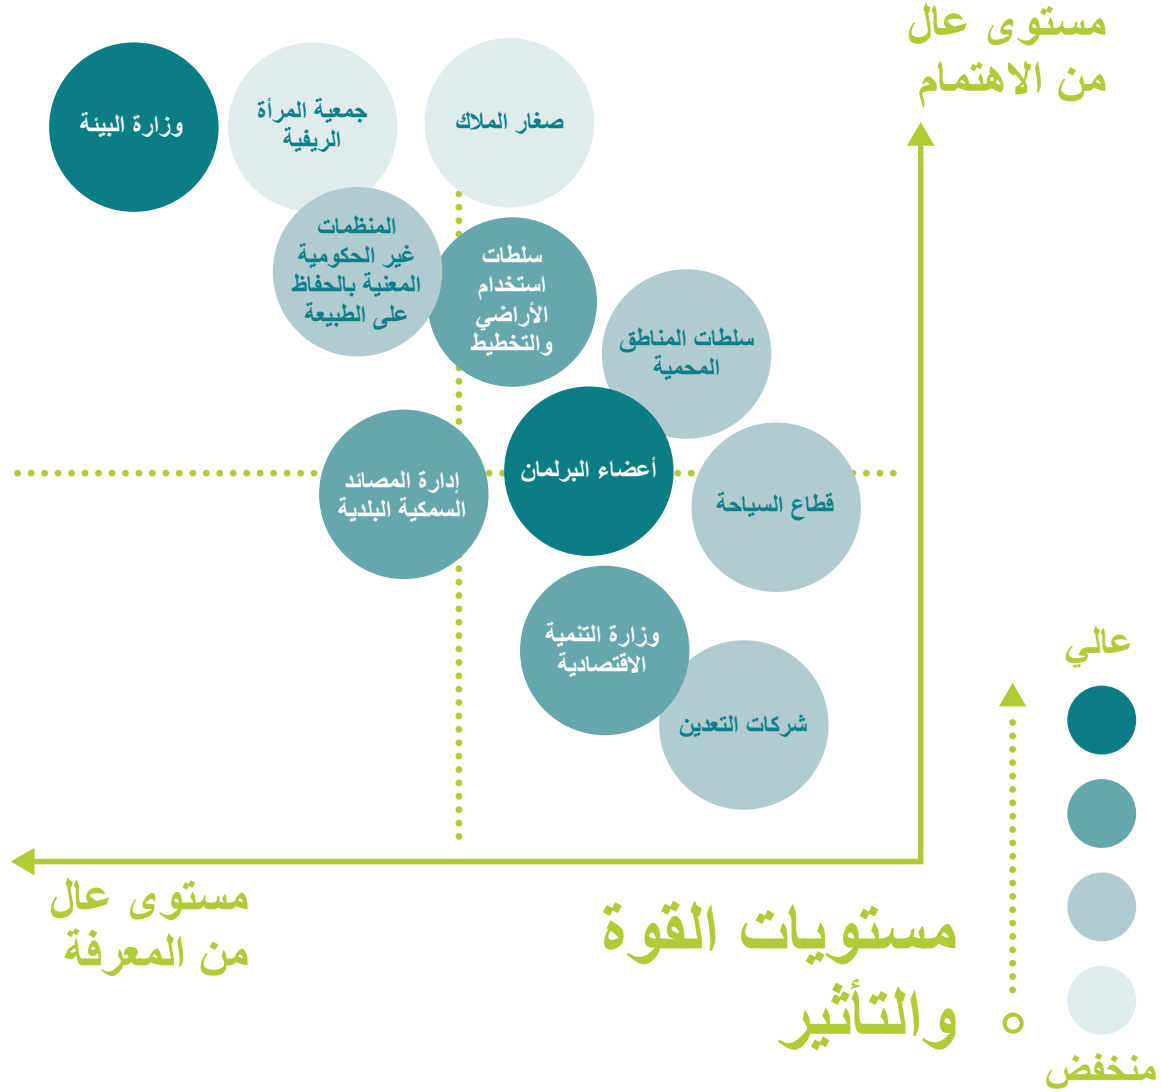 مستوى عال
من الاهتمام
صغار الملاك
جمعية المرأة
الريفية
وزارة البيئة
المنظمات
غير الحكومية
المعنية بالحفاظ
على الطبيعة
سلطات
استخدام
الأراضي
والتخطيط
سلطات المناطق
المحمية
أعضاء البرلمان
إدارة المصائد
السمكية البلدية
قطاع السياحة
وزارة التنمية
الاقتصادية
شركات التعدين
عالي
مستوى عال
من المعرفة
مستويات القوة
والتأثير
منخفض